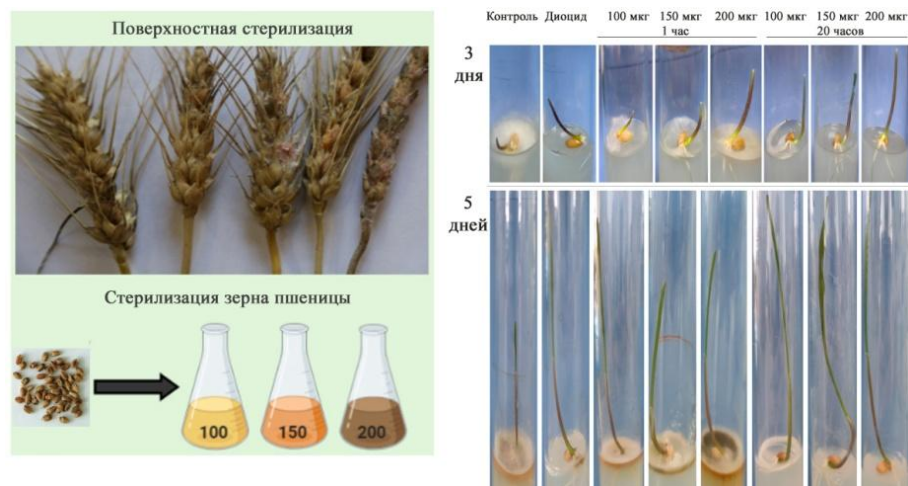 Поверхностная стерилизация
Стерилизация зерна пшеницы
100 150 200
Контроль Диоцид 100 мкг 150 мкг 200 мкг 100 мкг 150 мкг 200 мкг
1 час 20 часов
3
дня
5
дней